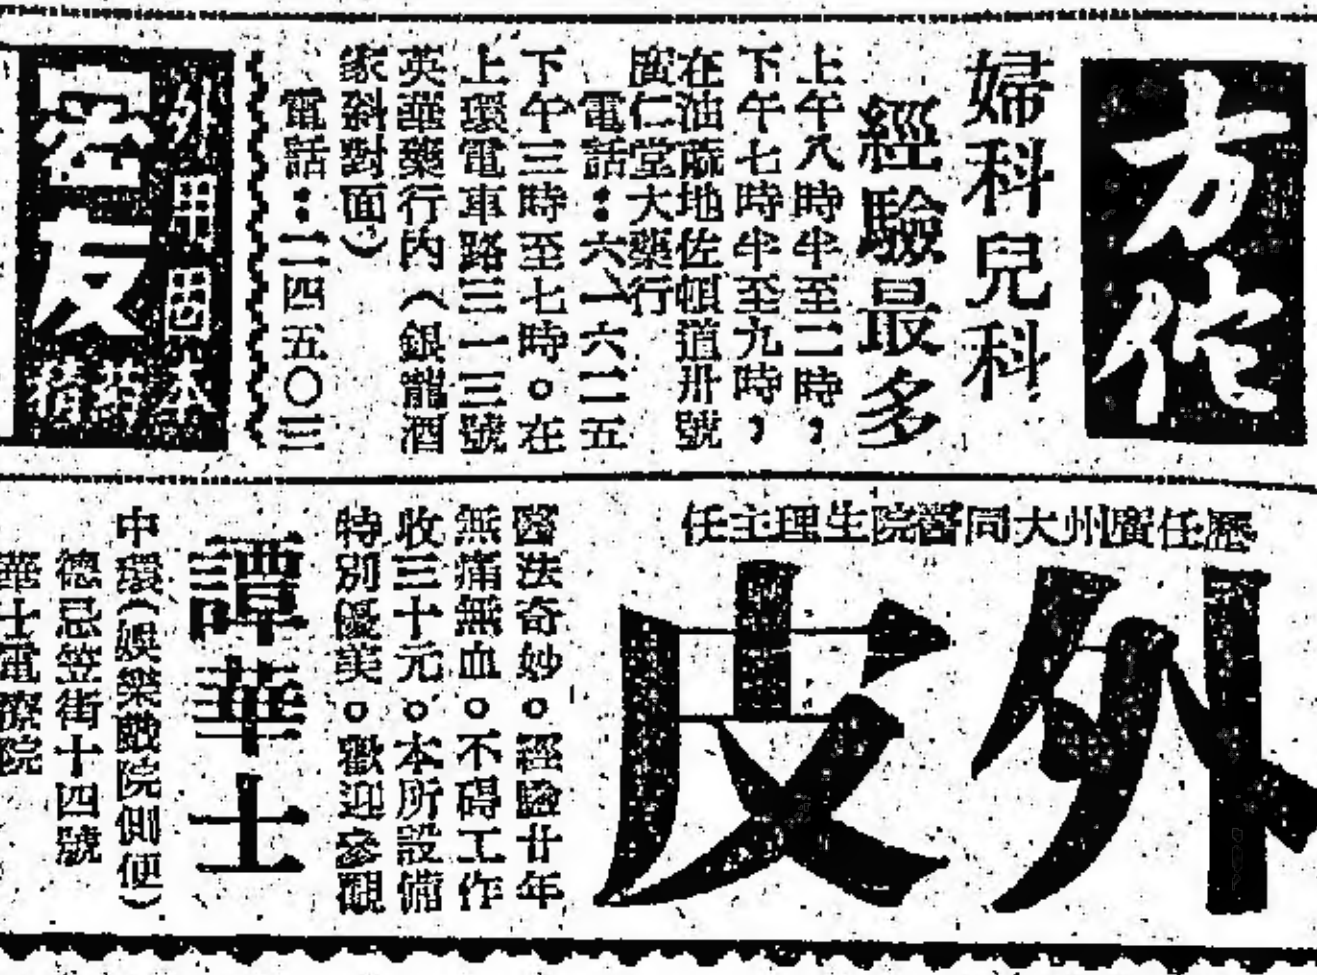 方佗
婦科兒科
經驗最多
上午八時半至二時，
下午七時半至九時，
在油蔴地佐頓道卅號
廣仁堂大藥行
電話：六一六二五
下午三時至七時。在
上環電車路三一三號
英華藥行內（銀龍酒
家斜對面）
電話：二四五〇三
友
歷任廣州大同醫院生理主任
外皮
醫法奇妙。經驗廿年
無痛無血。不碍工作
收三十元。本所設備
特別優美。歡迎參觀
譚華士
中環（娛樂戲院側便）
德忌笠街十四號
華士電療院